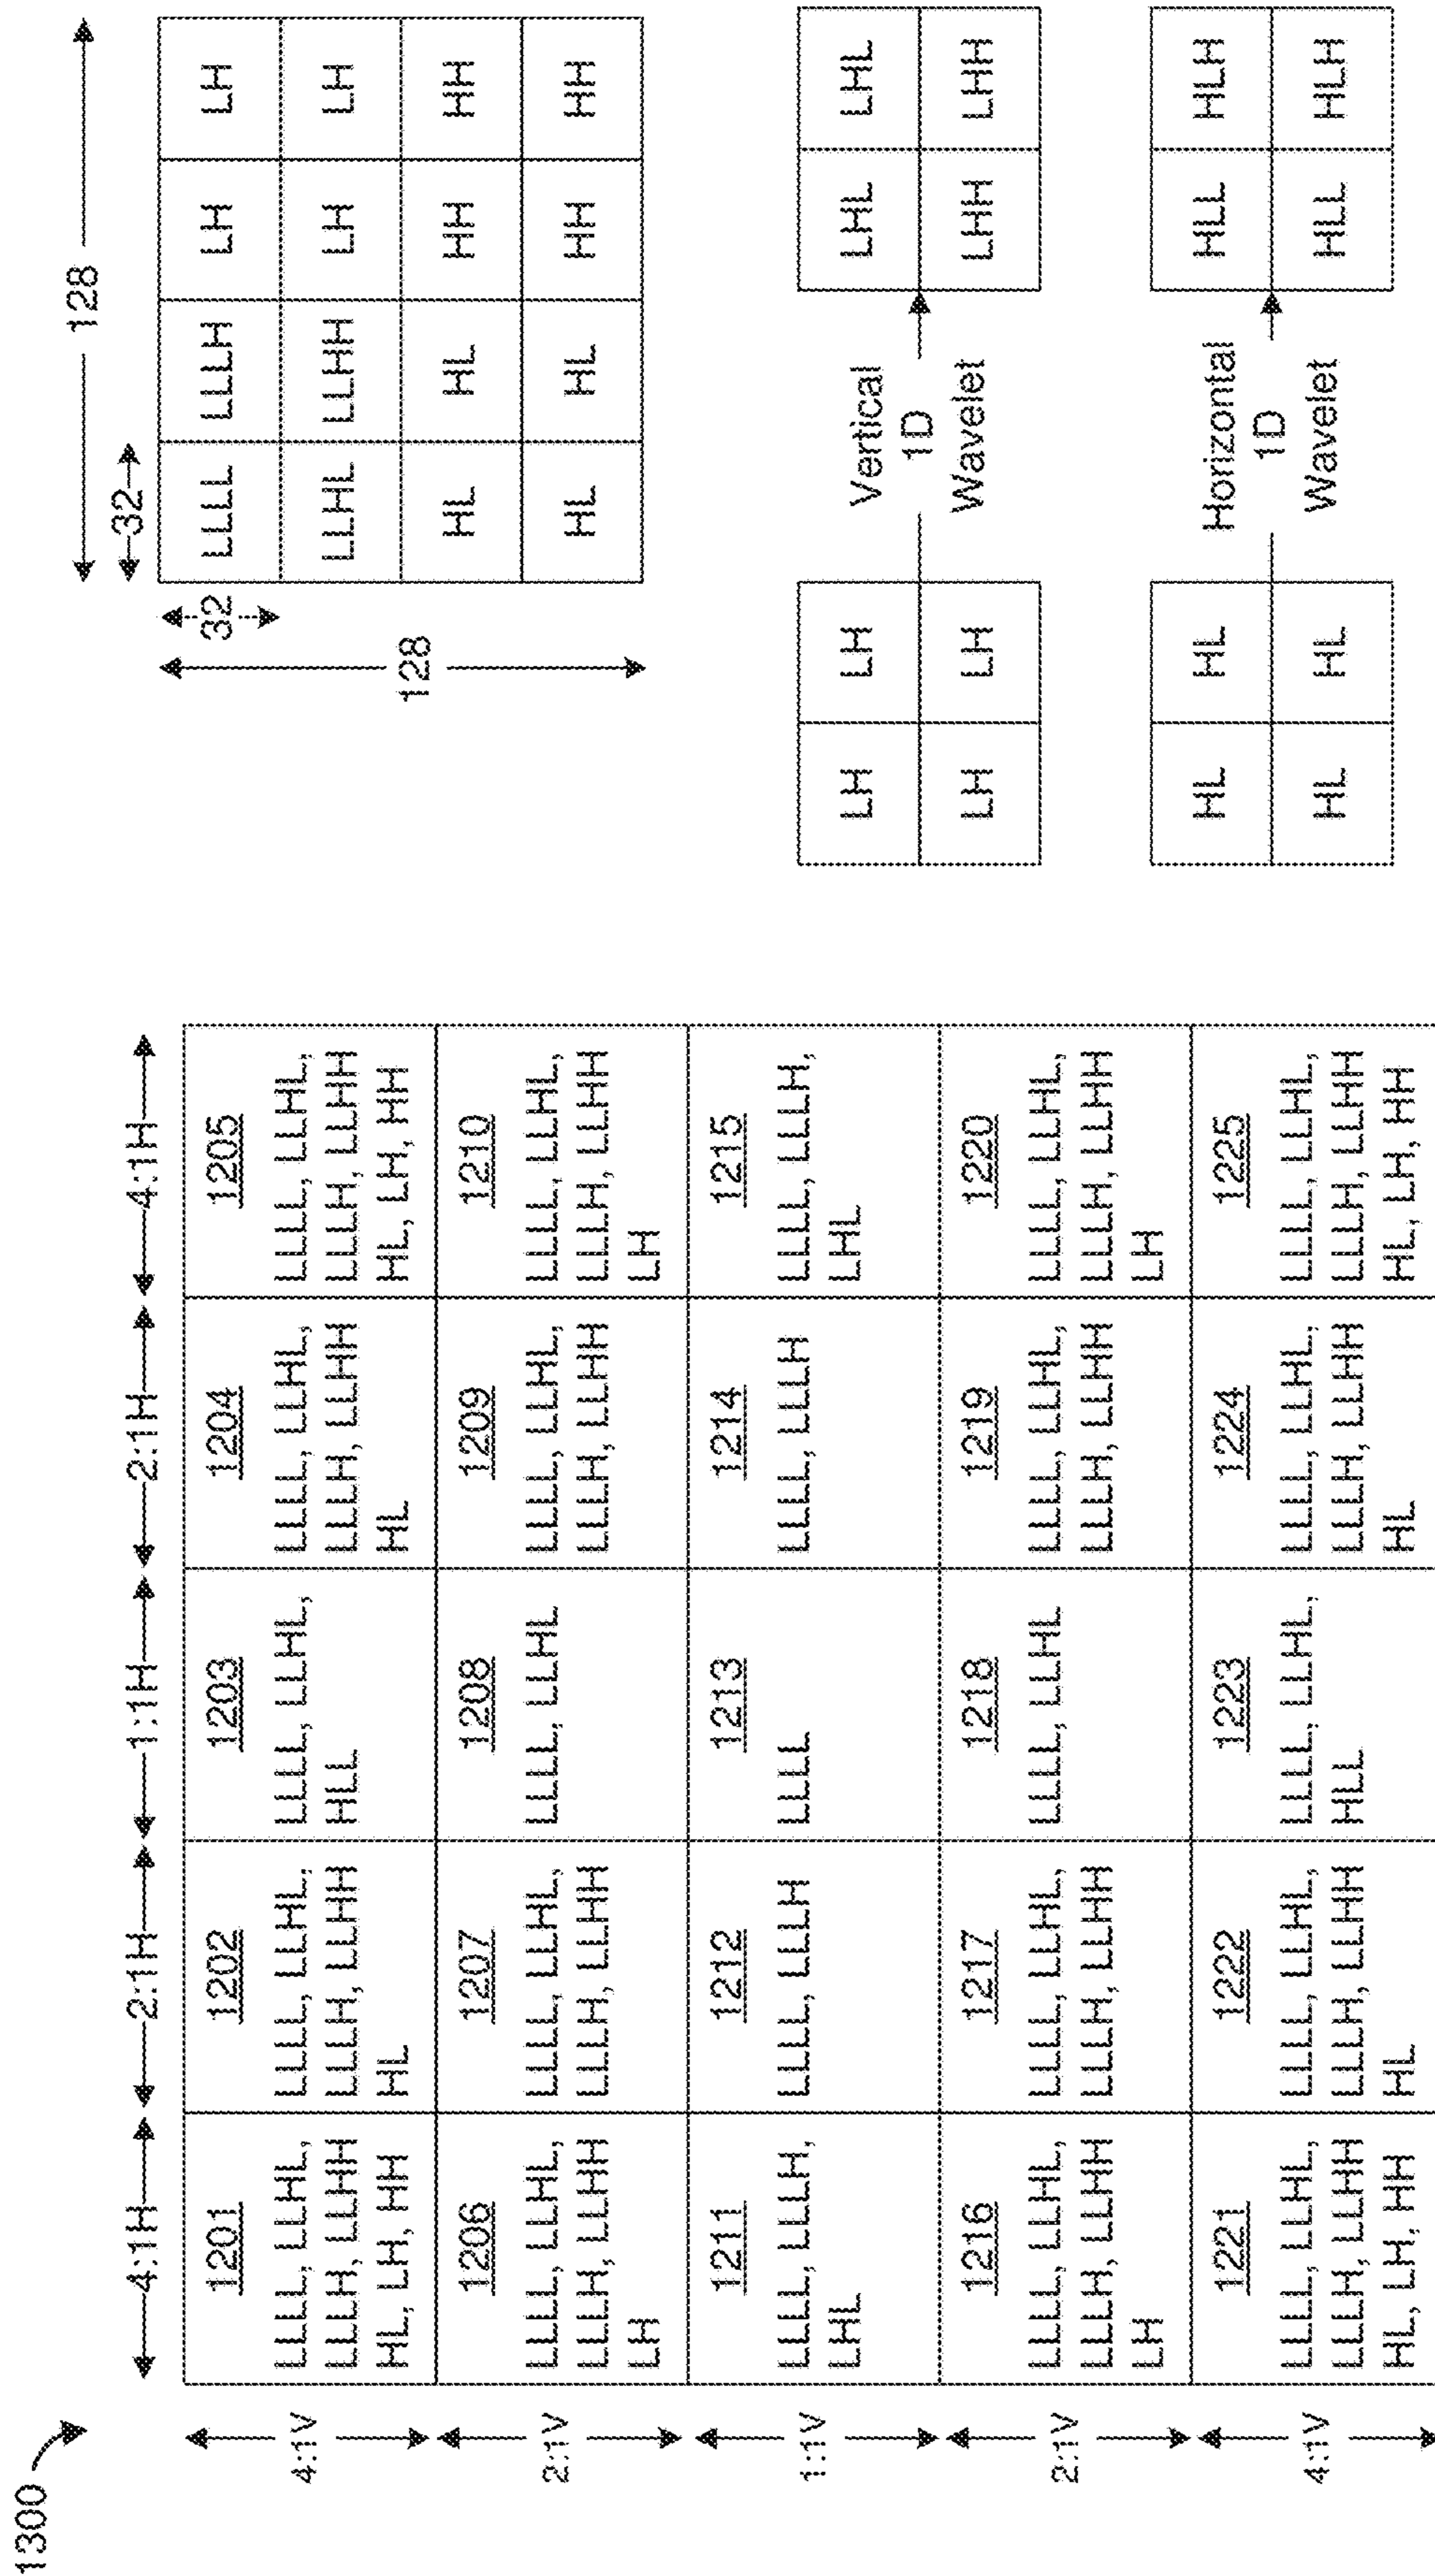 1300
4:1H
2:1H
1:1H
2:1H
4:1H
4:1V
2:1V
1:1V
2:1V
4:1V
1201
LLLL, LLHL,
LLLH, LLHH
HL, LH, HH
1202
LLLL, LLHL,
LLLH, LLHH
HL
1203
LLLL, LLHL,
HLL
1204
LLLL, LLHL,
LLLH, LLHH
HL
1205
LLLL, LLHL,
LLLH, LLHH
HL, LH, HH
1206
LLLL, LLHL,
LLLH, LLHH
LH
1207
LLLL, LLHL,
LLLH, LLHH
1208
LLLL, LLHL
1209
LLLL, LLHL,
LLLH, LLHH
1210
LLLL, LLHL,
LLLH, LLHH
LH
1211
LLLL, LLLH,
LHL
1212
LLLL, LLLH
1213
LLLL
1214
LLLL, LLLH
1215
LLLL, LLLH,
LHL
1216
LLLL, LLHL,
LLLH, LLHH
LH
1217
LLLL, LLHL,
LLLH, LLHH
1218
LLLL, LLHL
1219
LLLL, LLHL,
LLLH, LLHH
1220
LLLL, LLHL,
LLLH, LLHH
LH
1221
LLLL, LLHL,
LLLH, LLHH
HL, LH, HH
1222
LLLL, LLHL,
LLLH, LLHH
HL
1223
LLLL, LLHL,
HLL
1224
LLLL, LLHL,
LLLH, LLHH
HL
1225
LLLL, LLHL,
LLLH, LLHH
HL, LH, HH
128
32
32
128
LLLL LLLH LH LH
LLHL LLHH LH LH
HL HL HH HH
HL HL HH HH
LH LH
LH LH
Vertical
1D
Wavelet
LHL LHL
LHH LHH
HL HL
HL HL
Horizontal
1D
Wavelet
HLL HLH
HLL HLH